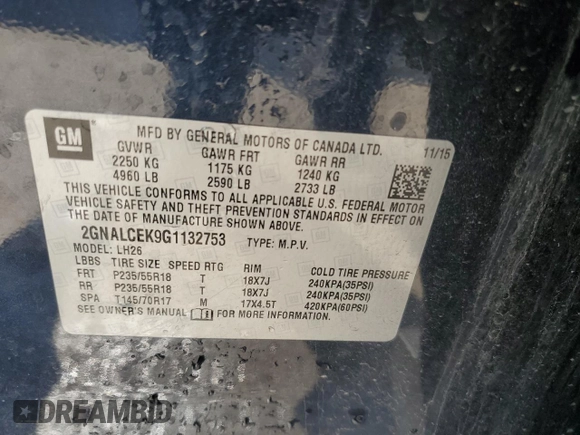 GM
MFD BY GENERAL MOTORS OF CANADA LTD. 11/15
GVWR GAWR FRT GAWR RR
2250 KG 1175 KG 1240 KG
4960 LB 2590 LB 2733 LB
THIS VEHICLE CONFORMS TO ALL APPLICABLE U.S. FEDERAL MOTOR
VEHICLE SAFETY AND THEFT PREVENTION STANDARDS IN EFFECT ON
THE DATE OF MANUFACTURE SHOWN ABOVE.
2GNALCEK9G1132753 TYPE: M.P.V.
MODEL: LH26
LBBS TIRE SIZE SPEED RTG RIM COLD TIRE PRESSURE
FRT P235/55R18 T 18X7J 240KPA(35PSI)
RR P235/55R18 T 18X7J 240KPA(35PSI)
SPA T145/70R17 M 17X4.5T 420KPA(60PSI)
SEE OWNER'S MANUAL FOR MORE INFORMATION.
DREAMBID